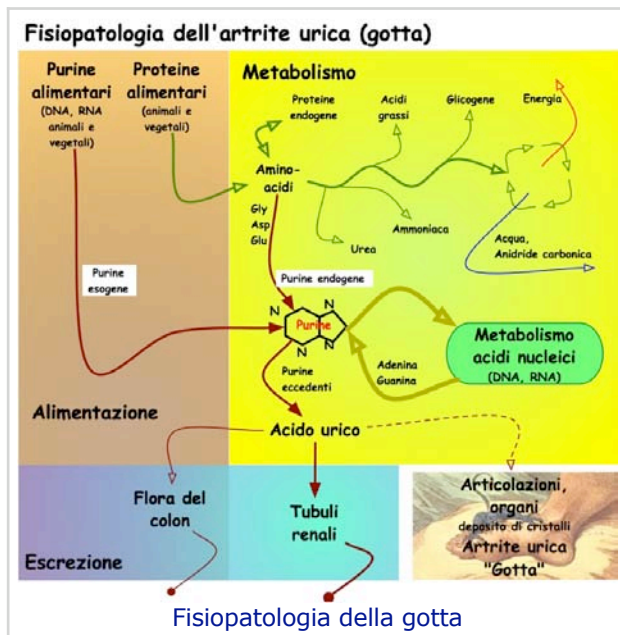 Fisiopatologia dell'artrite urica (gotta)
Purine
alimentari
(DNA, RNA
animali e
vegetali)
Proteine
alimentari
(animali e
vegetali)
Metabolismo
Proteine
endogene
Acidi
grassi
Glicogene
Energia
Amino-
acidi
Gly
Asp
Glu
Urea
Ammoniaca
Acqua,
Anidride carbonica
Purine
esogene
Purine endogene
N
N
Purine
N
N
Purine
eccedenti
Adenina
Guanina
Metabolismo
acidi nucleici
(DNA, RNA)
Alimentazione
Acido urico
Flora del
colon
Tubuli
renali
Articolazioni,
organi
deposito di cristalli
Artrite urica
"Gotta"
Escrezione
Fisiopatologia della gotta